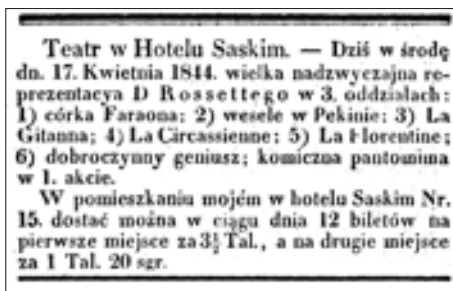 Teatr w Hotelu Saskim. — Dziś w środę
dn. 17. Kwietnia 1844. wielka nadzwyczajna re-
prezentacya D Rossettego w 3. oddziałach:
1) córka Faraona; 2) wesele w Pekinie; 3) La
Gitanna; 4) La Circassienne; 5) La Florentine;
6) dobroczynny geniusz; komiczna pantomima
w 1. akcie.
W pomieszkaniu mojém w hotelu Saskim Nr.
15. dostać można w ciągu dnia 12 biletów na
pierwsze miejsce za 3½ Tal., a na drugie miejsce
za 1 Tal. 20 sgr.